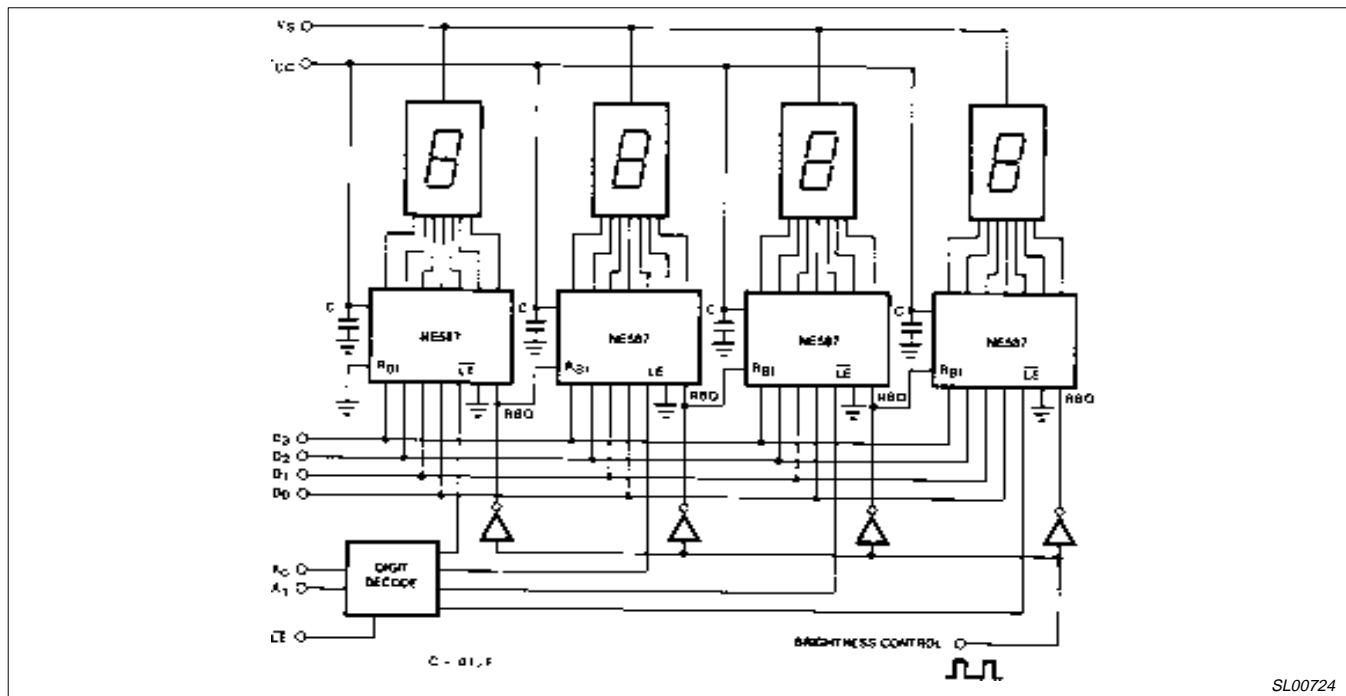 VS
VCC
C
C
C
C
NE587
NE587
NE587
NE587
RBI
LE
RBI
LE
RBI
LE
RBI
LE
RBO
RBO
RBO
RBO
D3
D2
D1
D0
A0
A1
DIGIT
DECODE
LE
BRIGHTNESS CONTROL
SL00724